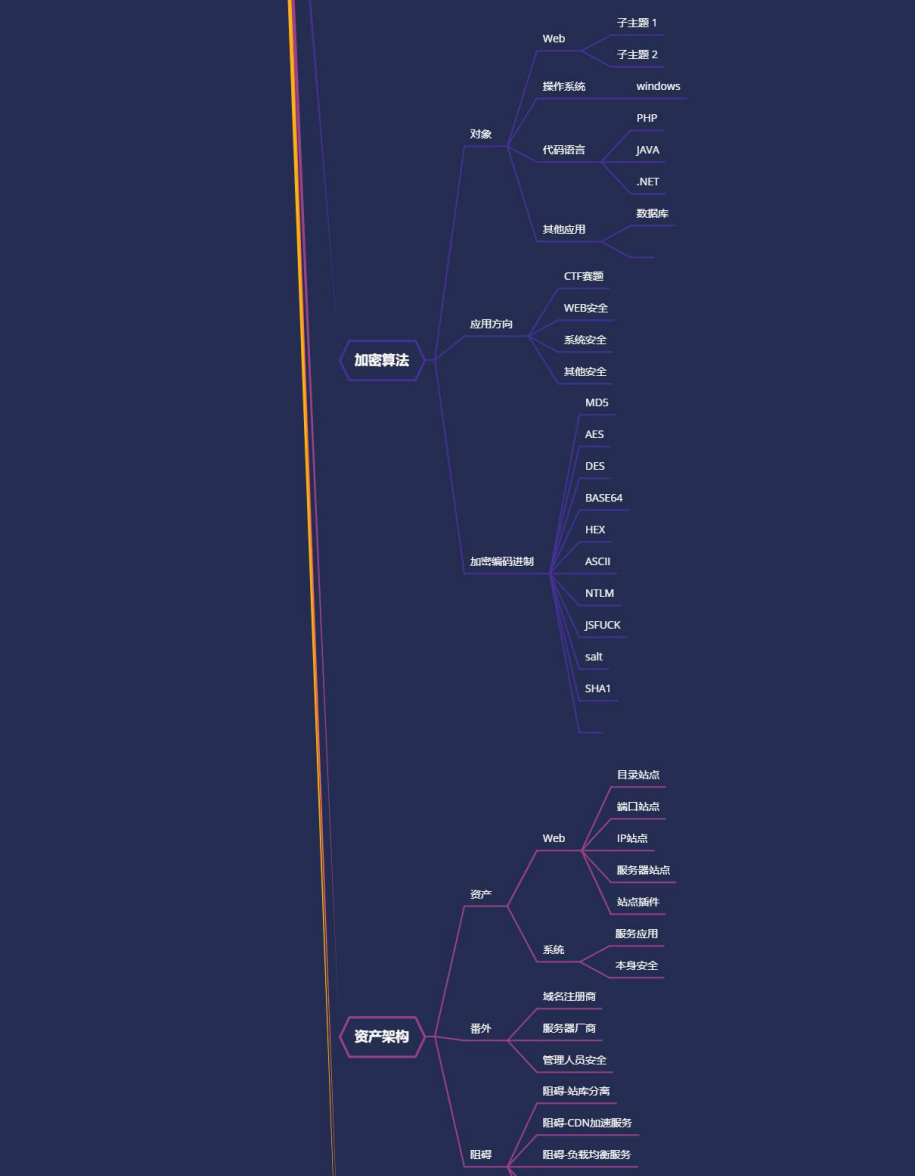 加密算法
对象
Web
子主题 1
子主题 2
操作系统
windows
代码语言
PHP
JAVA
.NET
其他应用
数据库
应用方向
CTF赛题
WEB安全
系统安全
其他安全
加密编码进制
MD5
AES
DES
BASE64
HEX
ASCII
NTLM
JSFUCK
salt
SHA1
资产架构
资产
Web
目录站点
端口站点
IP站点
服务器站点
站点插件
系统
服务应用
本身安全
番外
域名注册商
服务器厂商
管理人员安全
阻碍
阻碍-站库分离
阻碍-CDN加速服务
阻碍-负载均衡服务